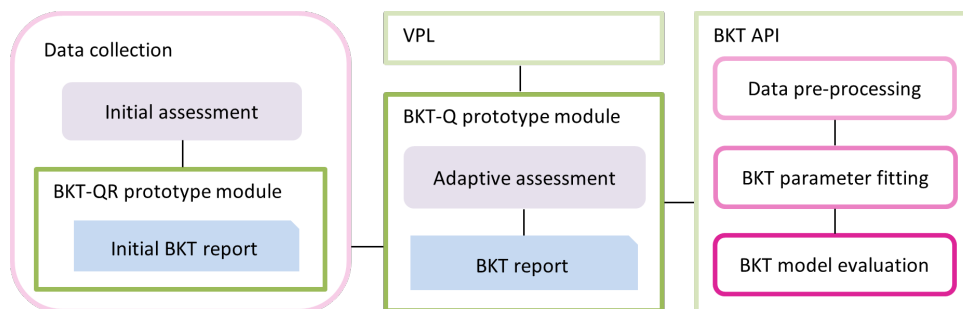 Data collection
Initial assessment
BKT-QR prototype module
Initial BKT report
VPL
BKT-Q prototype module
Adaptive assessment
BKT report
BKT API
Data pre-processing
BKT parameter fitting
BKT model evaluation